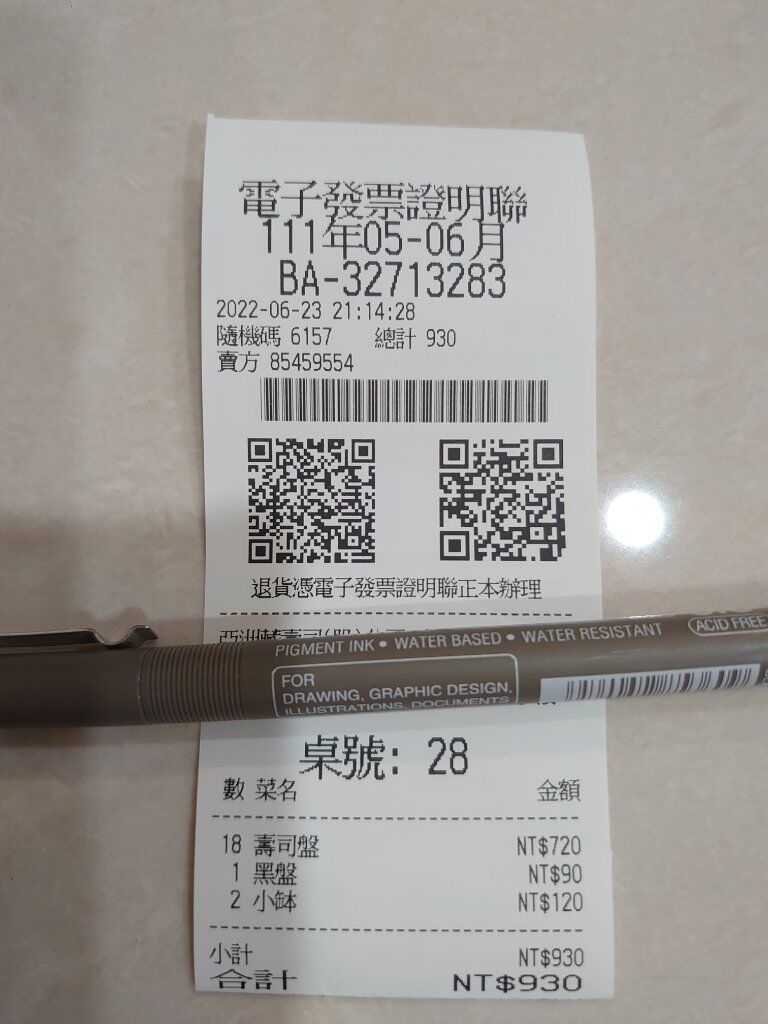 電子發票證明聯
111年05-06月
BA-32713283
2022-06-23 21:14:28
隨機碼 6157 總計 930
賣方 85459554
退貨憑電子發票證明聯正本辦理
PIGMENT INK • WATER BASED • WATER RESISTANT
ACID FREE
FOR
DRAWING, GRAPHIC DESIGN,
ILLUSTRATIONS, DOCUMENTS
桌號: 28
數 菜名 金額
18 壽司盤 NT$720
1 黑盤 NT$90
2 小缽 NT$120
小計 NT$930
合計 NT$930